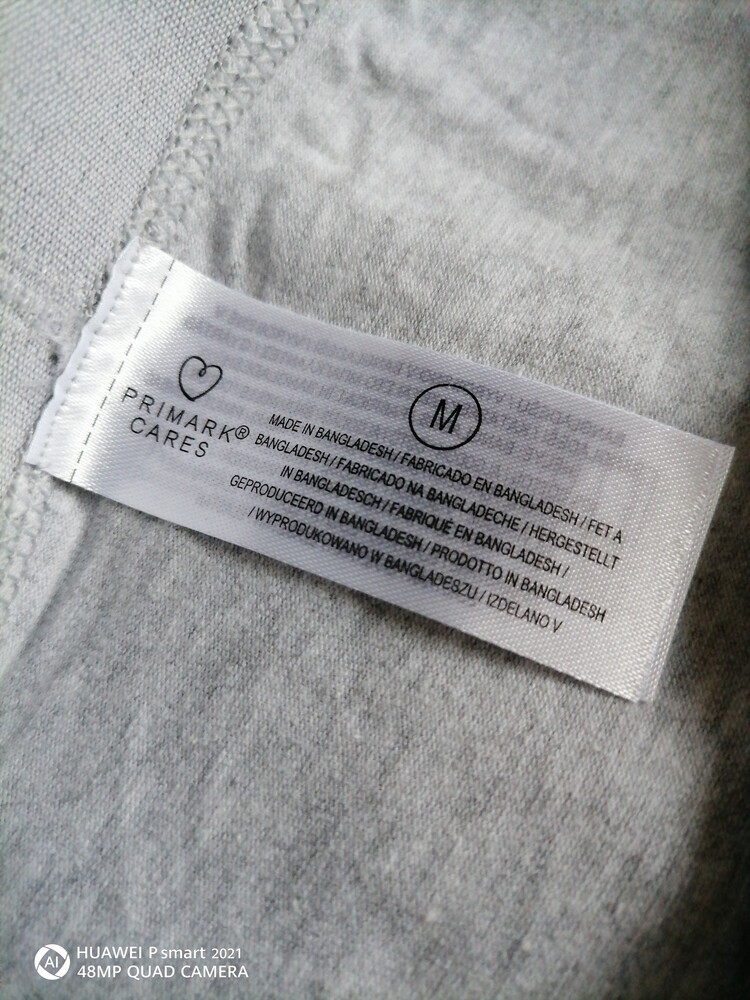 PRIMARK®
CARES
M
MADE IN BANGLADESH / FABRICADO EN BANGLADESH / FET A
BANGLADESH / FABRICADO NA BANGLADECHE / HERGESTELLT
IN BANGLADESCH / FABRIQUÉ EN BANGLADESH /
GEPRODUCEERD IN BANGLADESH / PRODOTTO IN BANGLADESH
/ WYPRODUKOWANO W BANGLADESZU / IZDELANO V
AI
HUAWEI P smart 2021
48MP QUAD CAMERA